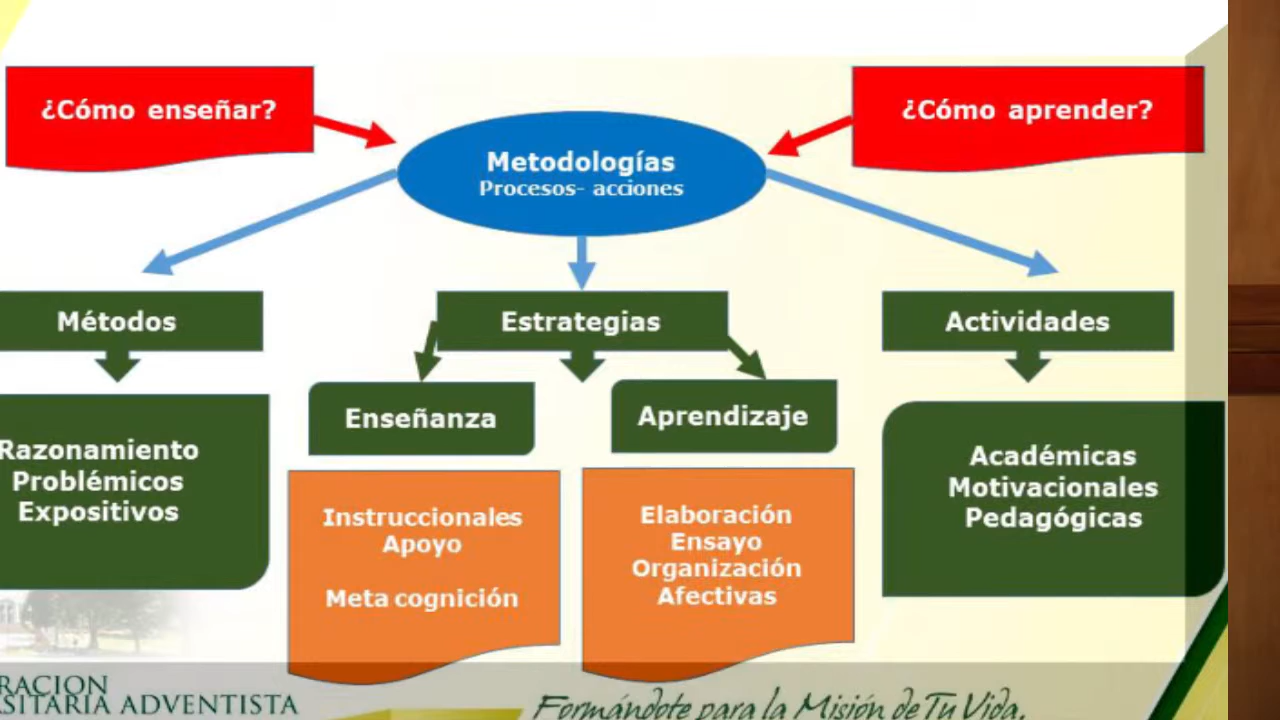 ¿Cómo enseñar?
¿Cómo aprender?
Metodologías
Procesos- acciones
Métodos
Estrategias
Actividades
Enseñanza
Aprendizaje
Razonamiento
Problémicos
Expositivos
Instruccionales
Apoyo
Meta cognición
Elaboración
Ensayo
Organización
Afectivas
Académicas
Motivacionales
Pedagógicas
RACION
SITARIA ADVENTISTA
Formándote para la Misión de Tu Vida.